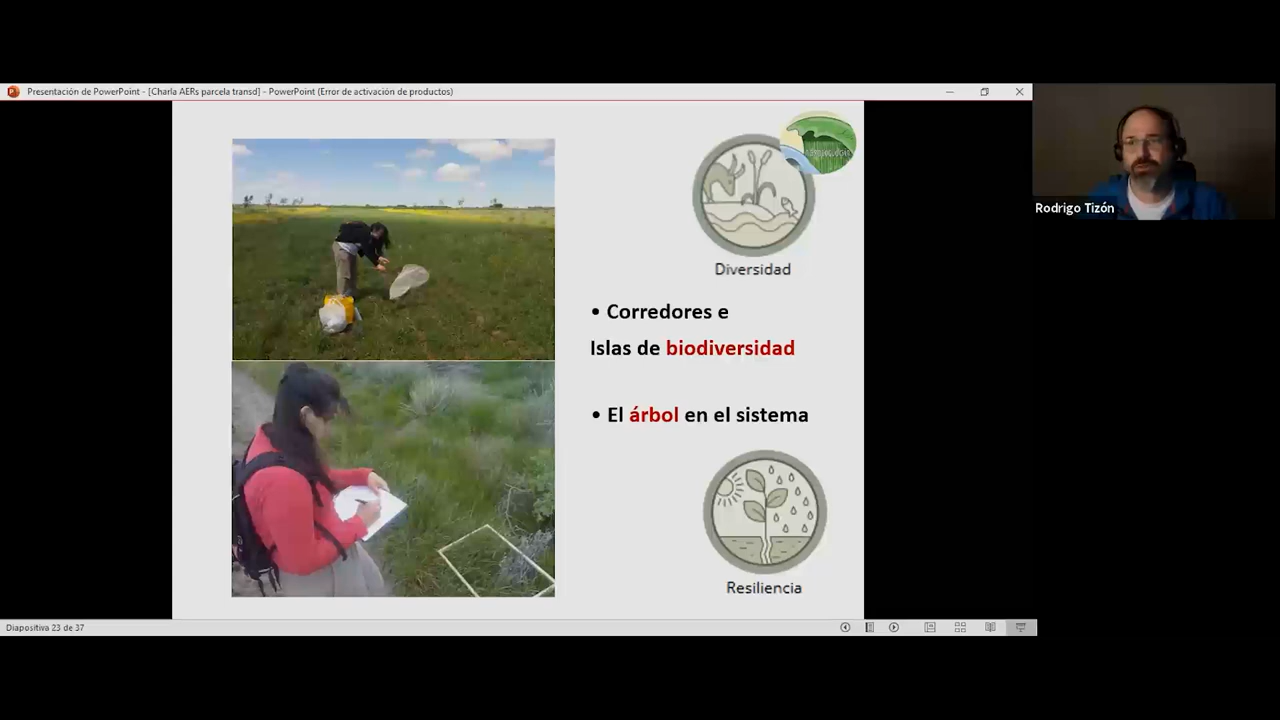 Presentación de PowerPoint - [Charla AERs parcela transd] - PowerPoint (Error de activación de productos)
Rodrigo Tizón
Diversidad
• Corredores e
Islas de biodiversidad
• El árbol en el sistema
Resiliencia
Diapositiva 23 de 37